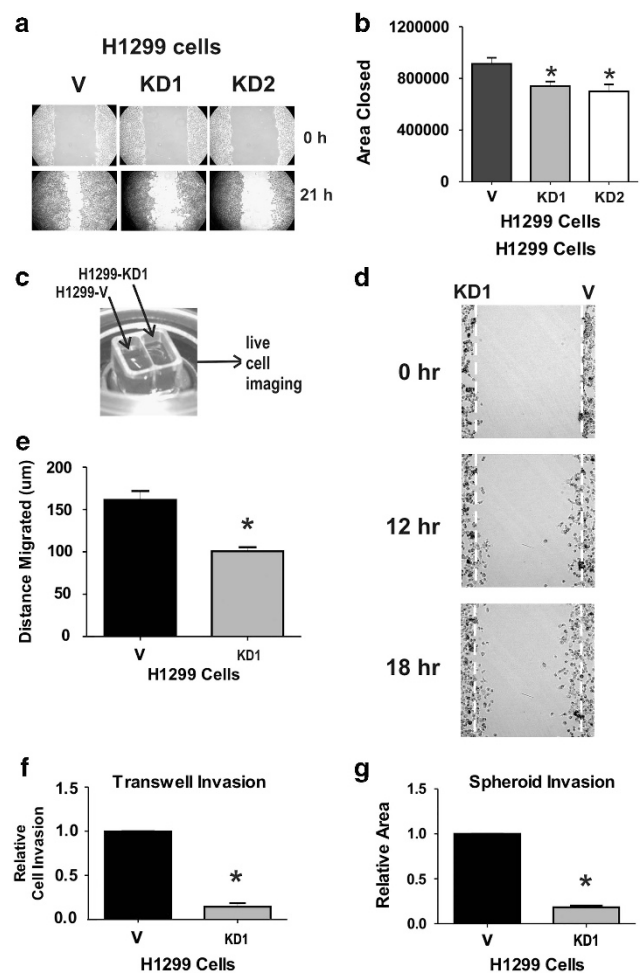 a
H1299 cells
V KD1 KD2
0 h
21 h
b
Area Closed
1200000
800000
400000
0
* *
V KD1 KD2
H1299 Cells
H1299 Cells
c
H1299-KD1
H1299-V
live
cell
imaging
d
KD1 V
0 hr
12 hr
18 hr
e
Distance Migrated (um)
200
150
100
50
0
*
V KD1
H1299 Cells
f
Transwell Invasion
Relative
Cell Invasion
1.5
1.0
0.5
0.0
*
V KD1
H1299 Cells
g
Spheroid Invasion
Relative Area
1.5
1.0
0.5
0.0
*
V KD1
H1299 Cells